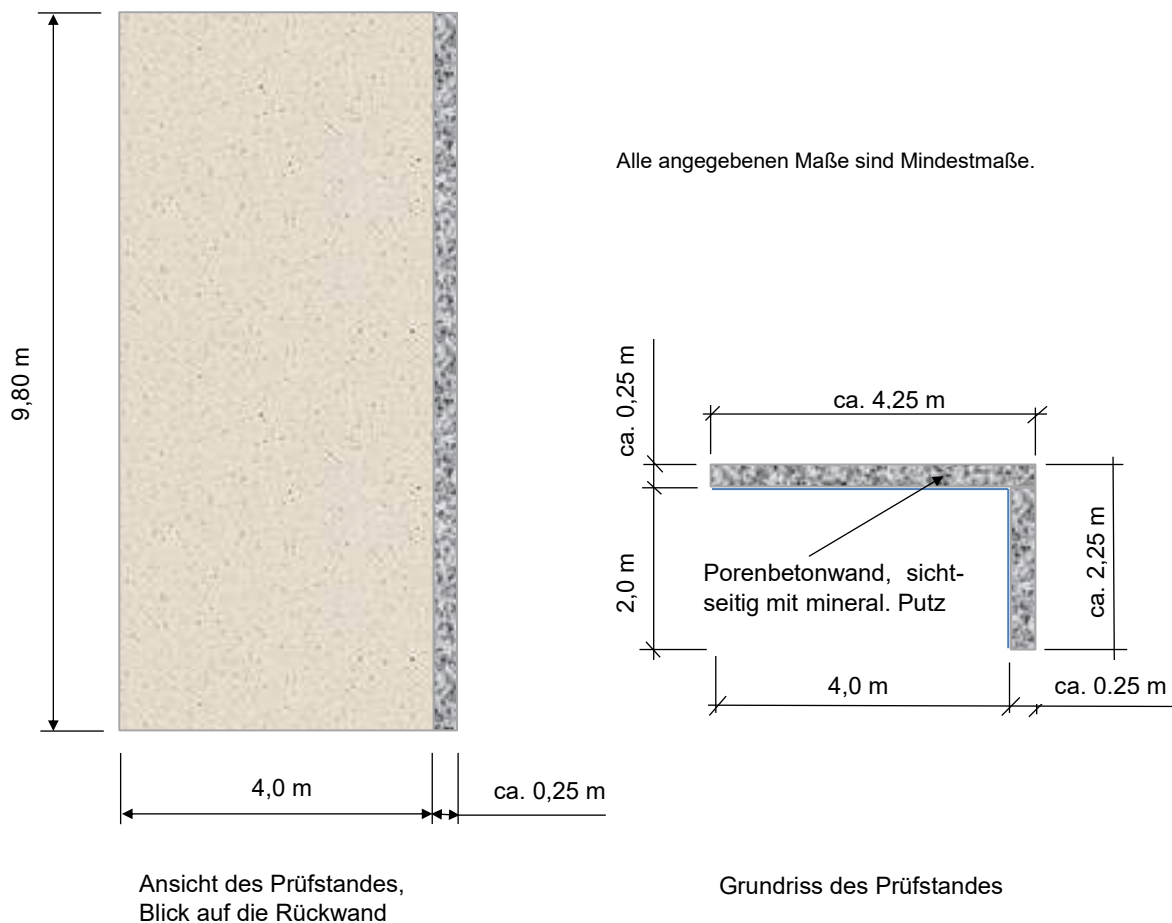 Alle angegebenen Maße sind Mindestmaße.
9,80 m
4,0 m
ca. 0,25 m
Ansicht des Prüfstandes,
Blick auf die Rückwand
ca. 0,25 m
ca. 4,25 m
2,0 m
Porenbetonwand, sicht-
seitig mit mineral. Putz
ca. 2,25 m
4,0 m
ca. 0.25 m
Grundriss des Prüfstandes